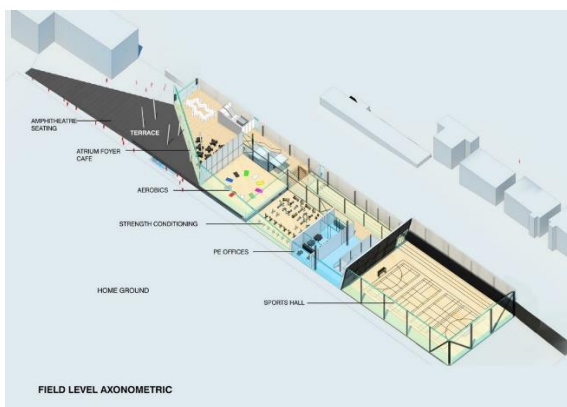 AMPHITHEATRE
SEATING
TERRACE
ATRIUM FOYER
CAFE
AEROBICS
STRENGTH CONDITIONING
PE OFFICES
HOME GROUND
SPORTS HALL
FIELD LEVEL AXONOMETRIC